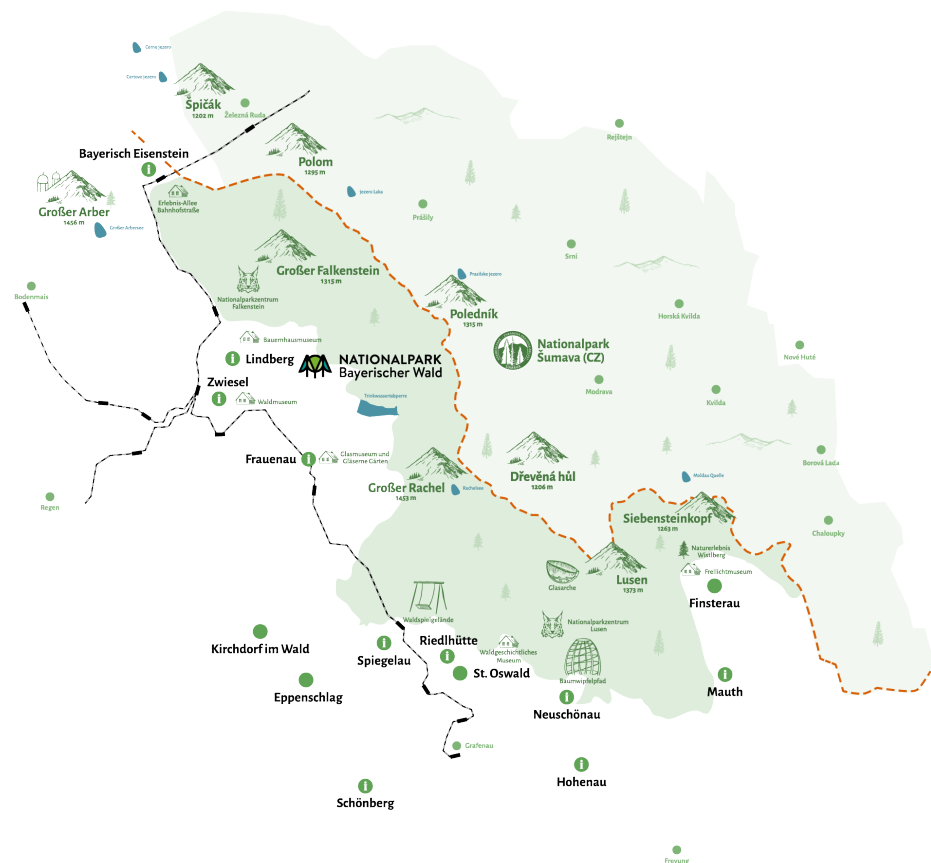 Cerne Jezero
Certovo Jezero
Špičák
1202 m
Železná Ruda
Rejštejn
Polom
1295 m
Bayerisch Eisenstein
Großer Arber
1456 m
Großer Arbersee
Erlebnis-Allee
Bahnhofstraße
Jezero Laka
Prášily
Srní
Großer Falkenstein
1315 m
Nationalparkzentrum
Falkenstein
Prasilske Jezero
Poledník
1315 m
Bodenmais
Horská Kvilda
Bauernhausmuseum
Lindberg
NATIONALPARK
Bayerischer Wald
Nationalpark
Šumava (CZ)
Nové Hutě
Zwiesel
Waldmuseum
Trinkwassertalsperre
Modrava
Kvilda
Frauenau
Glasmuseum und
Gläserne Gärten
Großer Rachel
1453 m
Rachelsee
Dřevěná hůl
1206 m
Moldau Quelle
Borová Lada
Regen
Siebensteinkopf
1263 m
Chaloupky
Naturerlebnis
Wistlberg
Freilichtmuseum
Finsterau
Glasarche
Lusen
1373 m
Waldspielgelände
Nationalparkzentrum
Lusen
Kirchdorf im Wald
Spiegelau
Riedlhütte
Waldgeschichtliches
Museum
St. Oswald
Baumwipfelpfad
Eppenschlag
Neuschönau
Mauth
Grafenau
Hohenau
Schönberg
Freyung